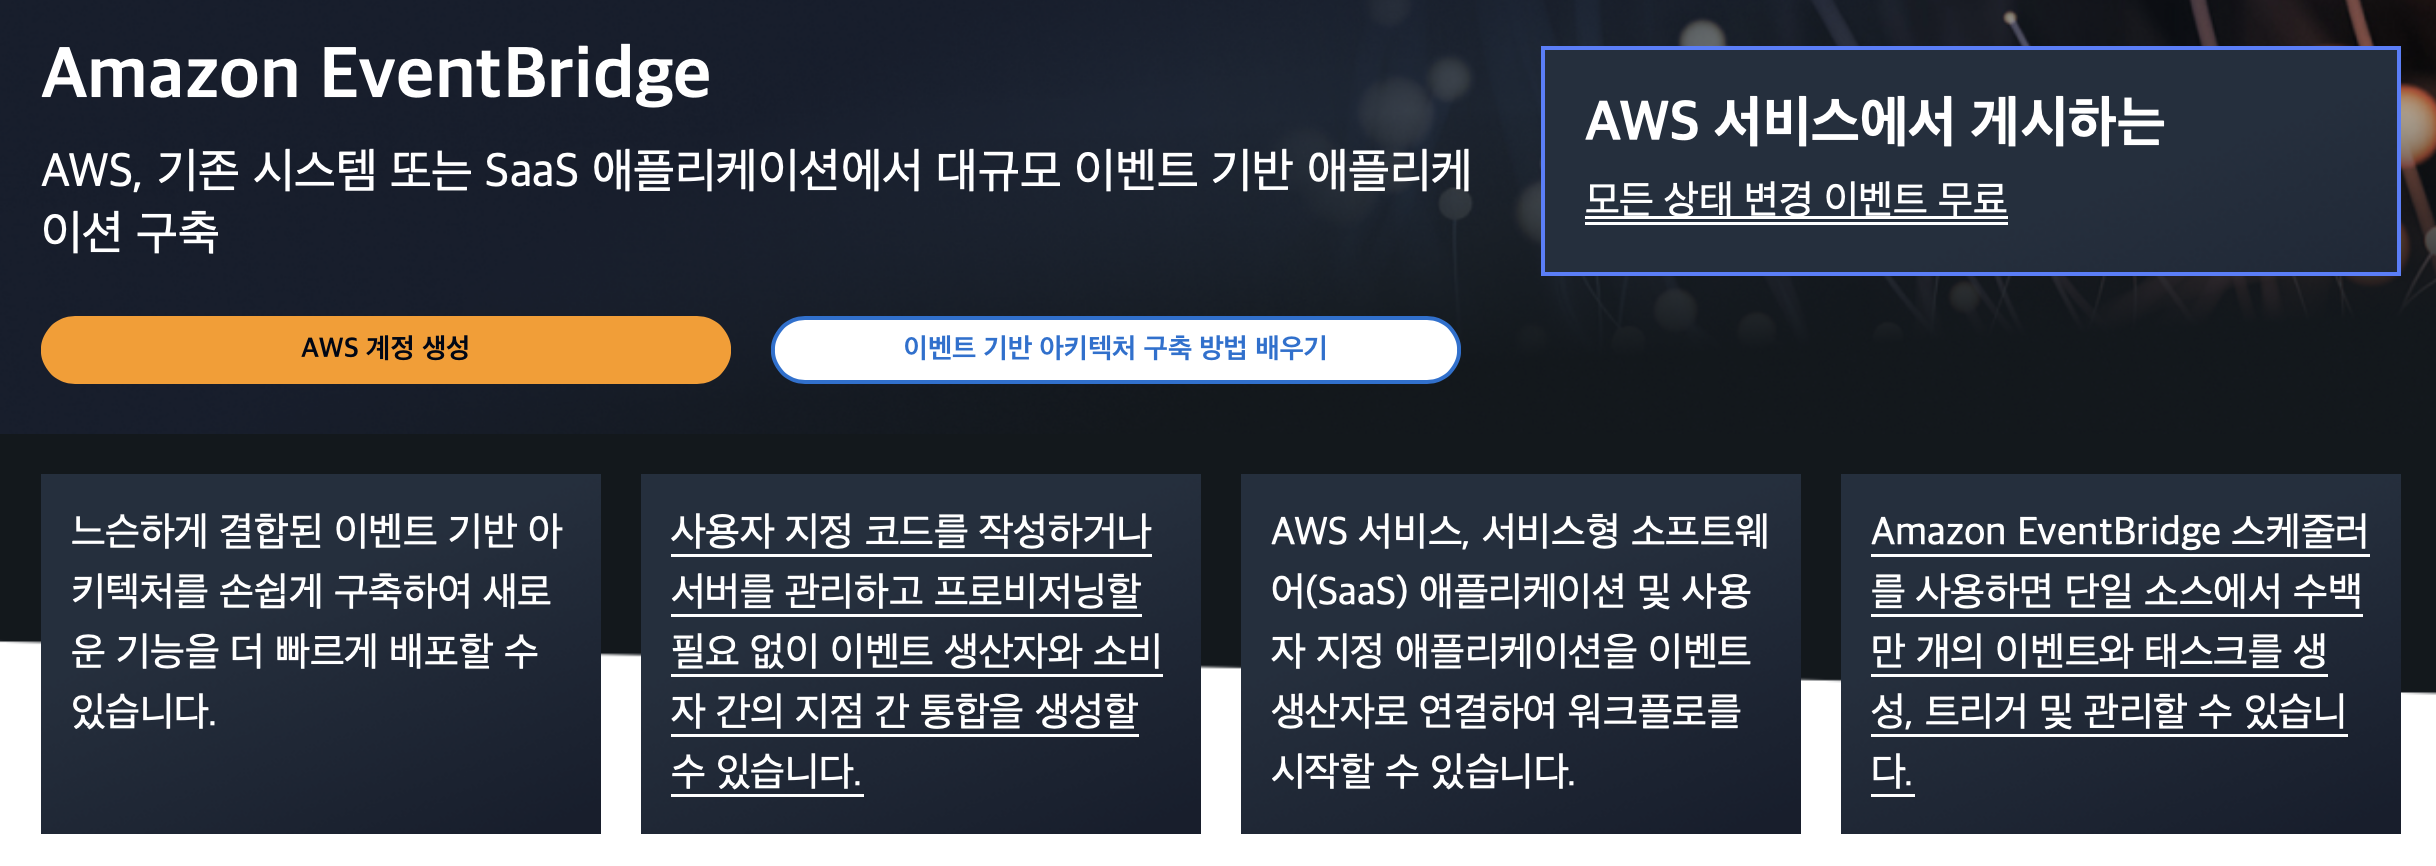 Amazon EventBridge
AWS, 기존 시스템 또는 SaaS 애플리케이션에서 대규모 이벤트 기반 애플리케
이션 구축
AWS 계정 생성
이벤트 기반 아키텍처 구축 방법 배우기
AWS 서비스에서 게시하는
모든 상태 변경 이벤트 무료
느슨하게 결합된 이벤트 기반 아
키텍처를 손쉽게 구축하여 새로
운 기능을 더 빠르게 배포할 수
있습니다.
사용자 지정 코드를 작성하거나
서버를 관리하고 프로비저닝할
필요 없이 이벤트 생산자와 소비
자 간의 지점 간 통합을 생성할
수 있습니다.
AWS 서비스, 서비스형 소프트웨
어(SaaS) 애플리케이션 및 사용
자 지정 애플리케이션을 이벤트
생산자로 연결하여 워크플로를
시작할 수 있습니다.
Amazon EventBridge 스케줄러
를 사용하면 단일 소스에서 수백
만 개의 이벤트와 태스크를 생
성, 트리거 및 관리할 수 있습니
다.